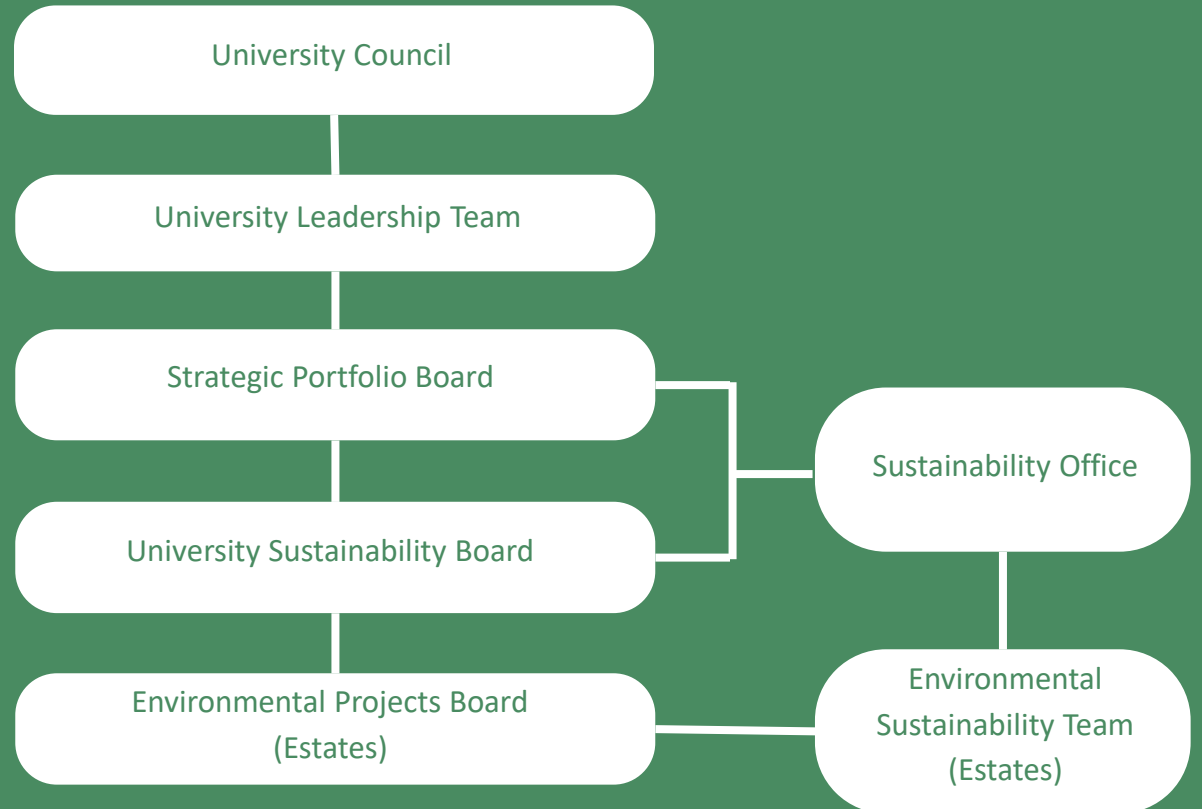 University Council
University Leadership Team
Strategic Portfolio Board
Sustainability Office
University Sustainability Board
Environmental Projects Board
(Estates)
Environmental
Sustainability Team
(Estates)